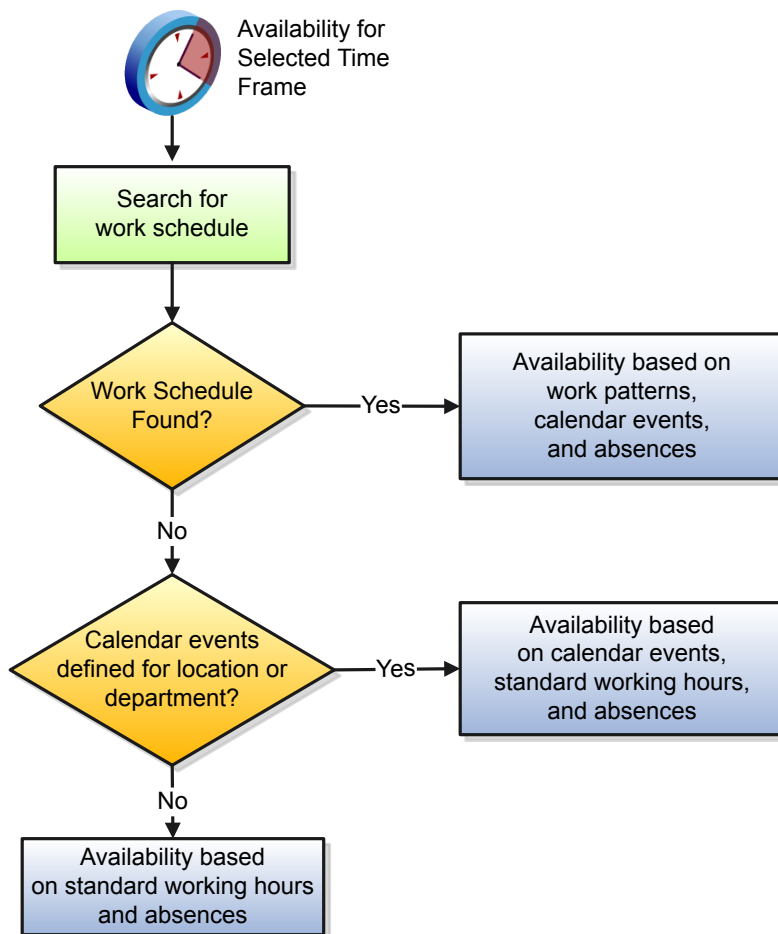 Availability for
Selected Time
Frame
Search for
work schedule
Work Schedule
Found?
Yes
Availability based on
work patterns,
calendar events,
and absences
No
Calendar events
defined for location or
department?
Yes
Availability based
on calendar events,
standard working hours,
and absences
No
Availability based
on standard working hours
and absences